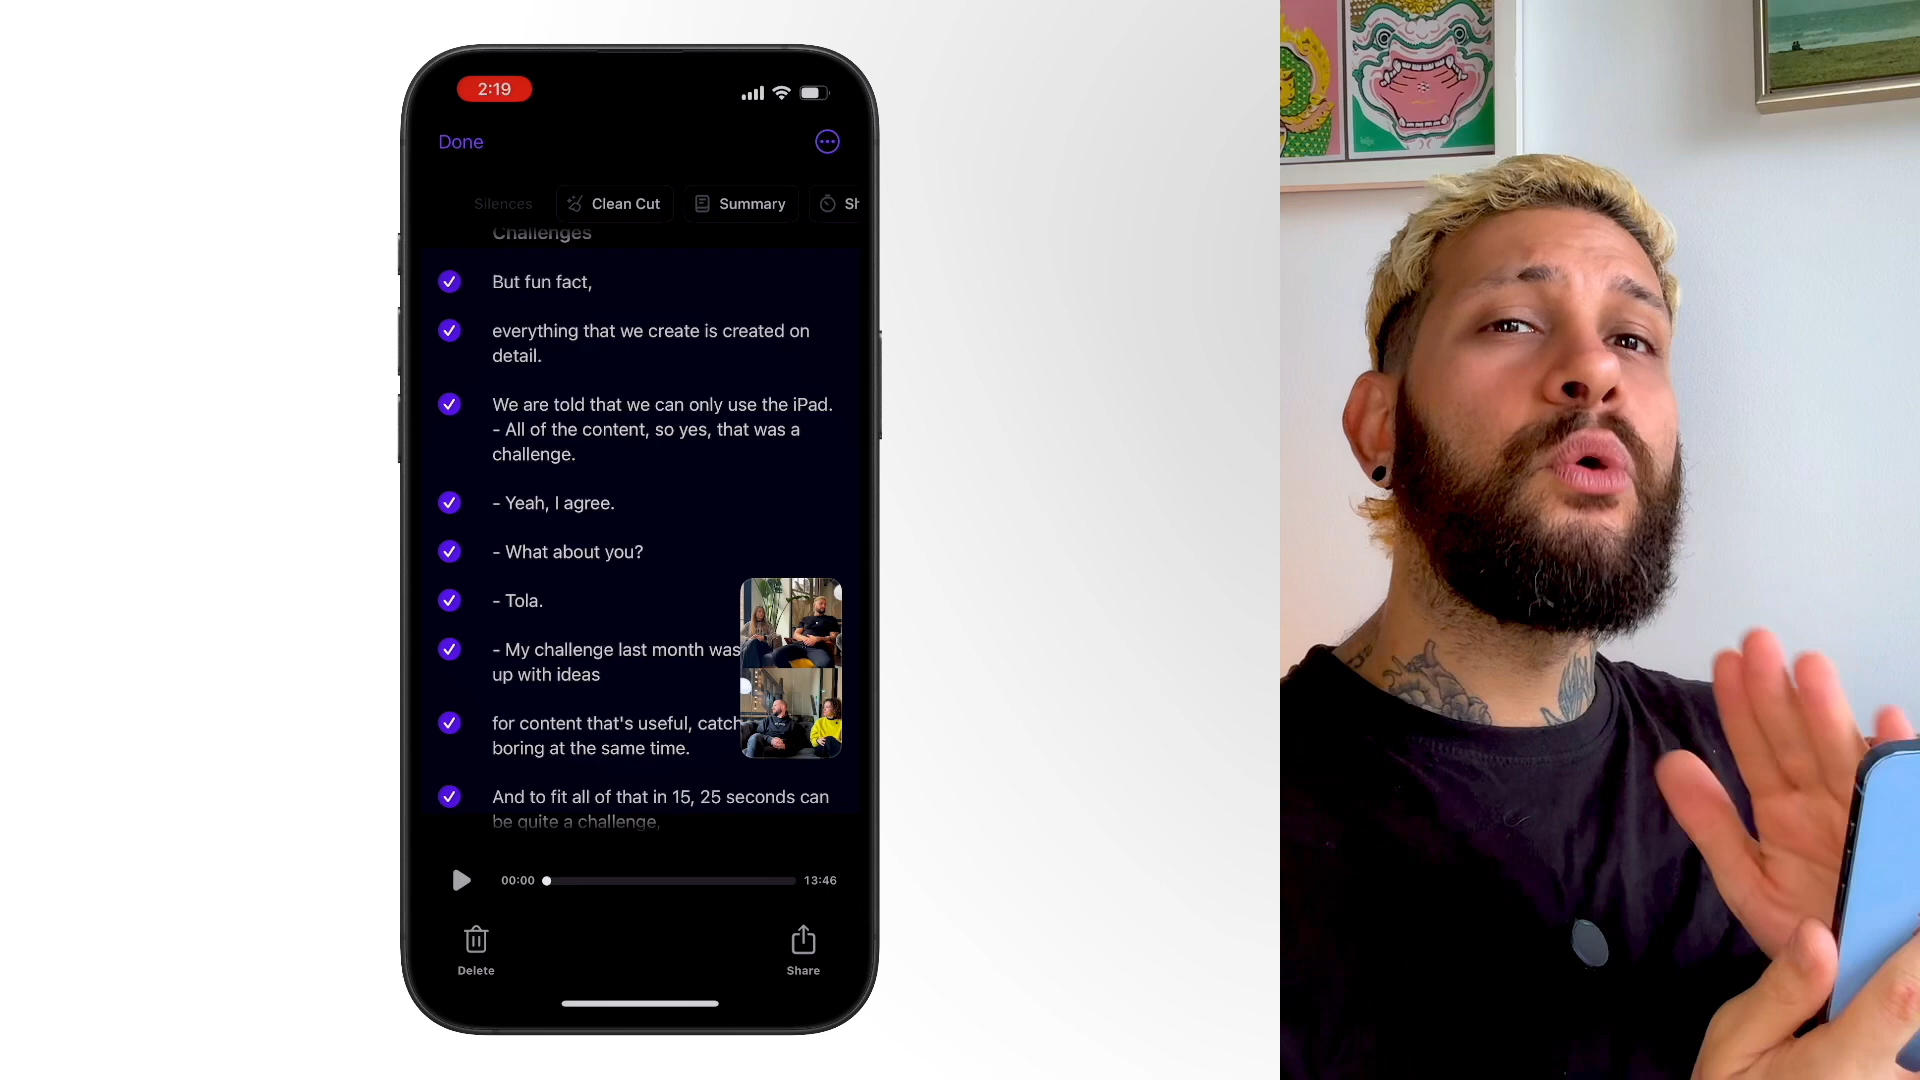 2:19
Done
Silences
Clean Cut
Summary
Sh
Challenges
But fun fact,
everything that we create is created on
detail.
We are told that we can only use the iPad.
- All of the content, so yes, that was a
challenge.
- Yeah, I agree.
- What about you?
- Tola.
- My challenge last month was
up with ideas
for content that's useful, catch
boring at the same time.
And to fit all of that in 15, 25 seconds can
be quite a challenge,
00:00
13:46
Delete
Share